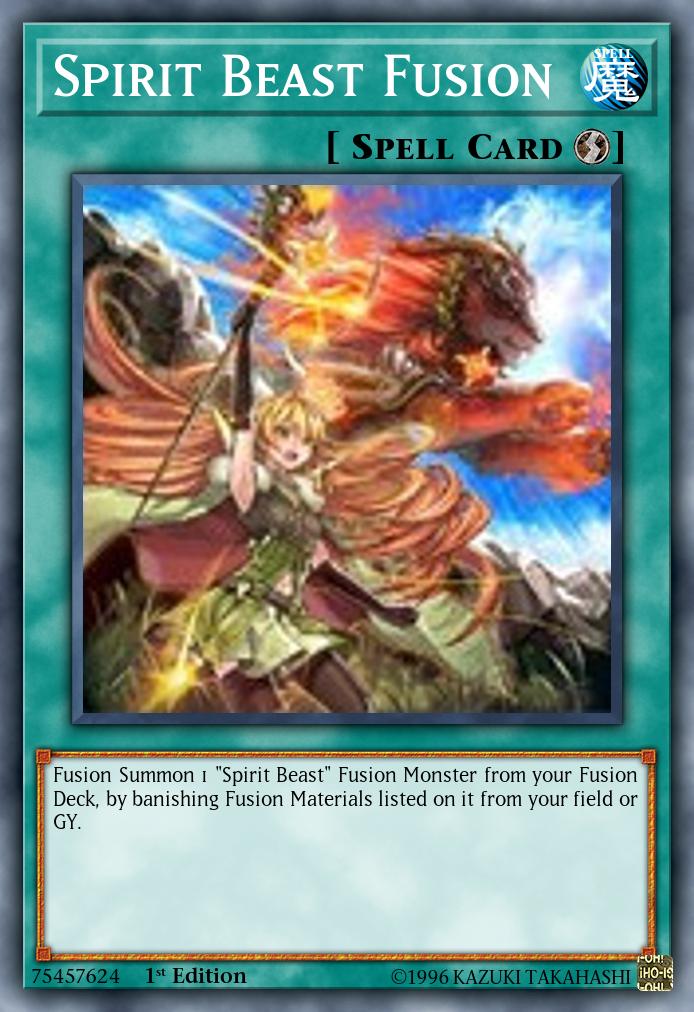 Spirit Beast Fusion
SPELL
魔
[ Spell Card ]
Fusion Summon 1 "Spirit Beast" Fusion Monster from your Fusion
Deck, by banishing Fusion Materials listed on it from your field or
GY.
75457624 1st Edition ©1996 KAZUKI TAKAHASHI